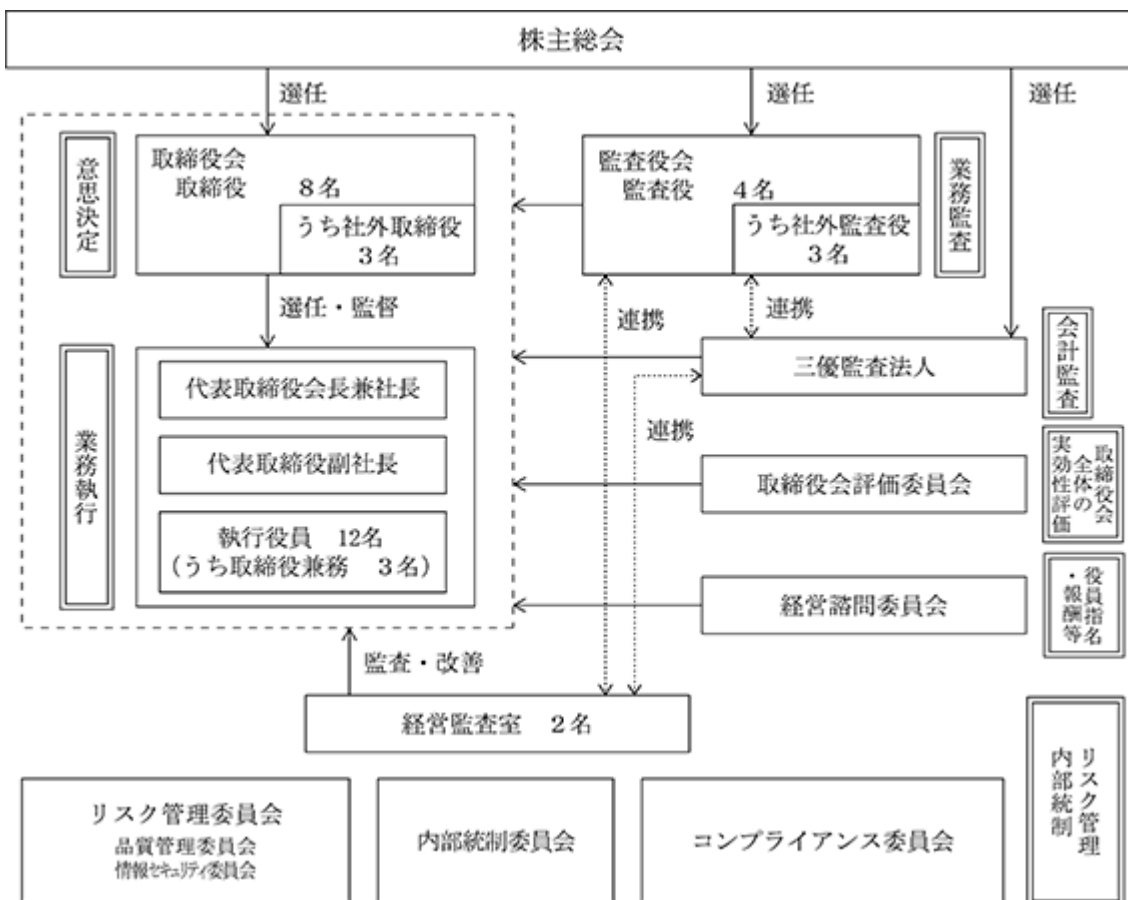 株主総会
選任
選任
選任
意思決定
取締役会
取締役 8名
うち社外取締役
3名
監査役会
監査役 4名
うち社外監査役
3名
業務監査
選任・監督
連携
連携
会計監査
三優監査法人
業務執行
代表取締役会長兼社長
代表取締役副社長
執行役員 12名
(うち取締役兼務 3名)
連携
取締役会評価委員会
取締役会
全体の
実効性評価
経営諮問委員会
役員指名
・報酬等
監査・改善
経営監査室 2名
リスク管理
内部統制
リスク管理委員会
品質管理委員会
情報セキュリティ委員会
内部統制委員会
コンプライアンス委員会